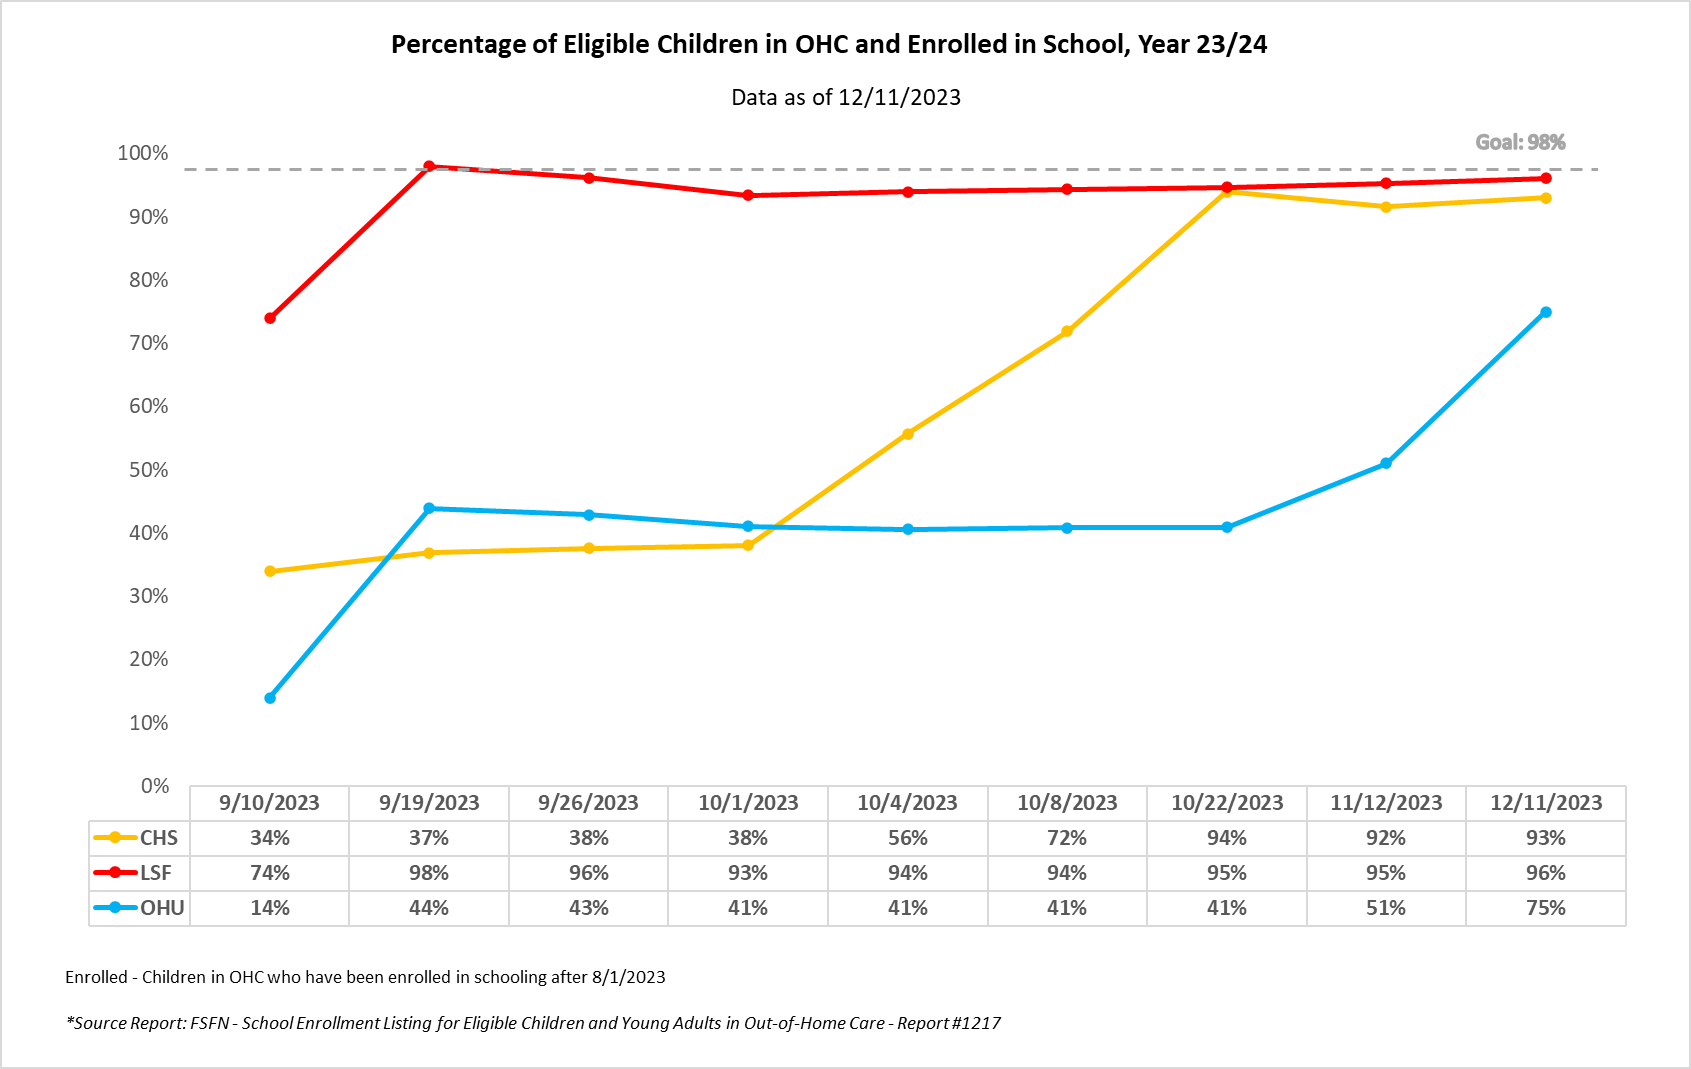 Percentage of Eligible Children in OHC and Enrolled in School, Year 23/24
Data as of 12/11/2023
Goal: 98%
100%
90%
80%
70%
60%
50%
40%
30%
20%
10%
0%
9/10/2023 9/19/2023 9/26/2023 10/1/2023 10/4/2023 10/8/2023 10/22/2023 11/12/2023 12/11/2023
CHS 34% 37% 38% 38% 56% 72% 94% 92% 93%
LSF 74% 98% 96% 93% 94% 94% 95% 95% 96%
OHU 14% 44% 43% 41% 41% 41% 41% 51% 75%
Enrolled - Children in OHC who have been enrolled in schooling after 8/1/2023
*Source Report: FSFN - School Enrollment Listing for Eligible Children and Young Adults in Out-of-Home Care - Report #1217